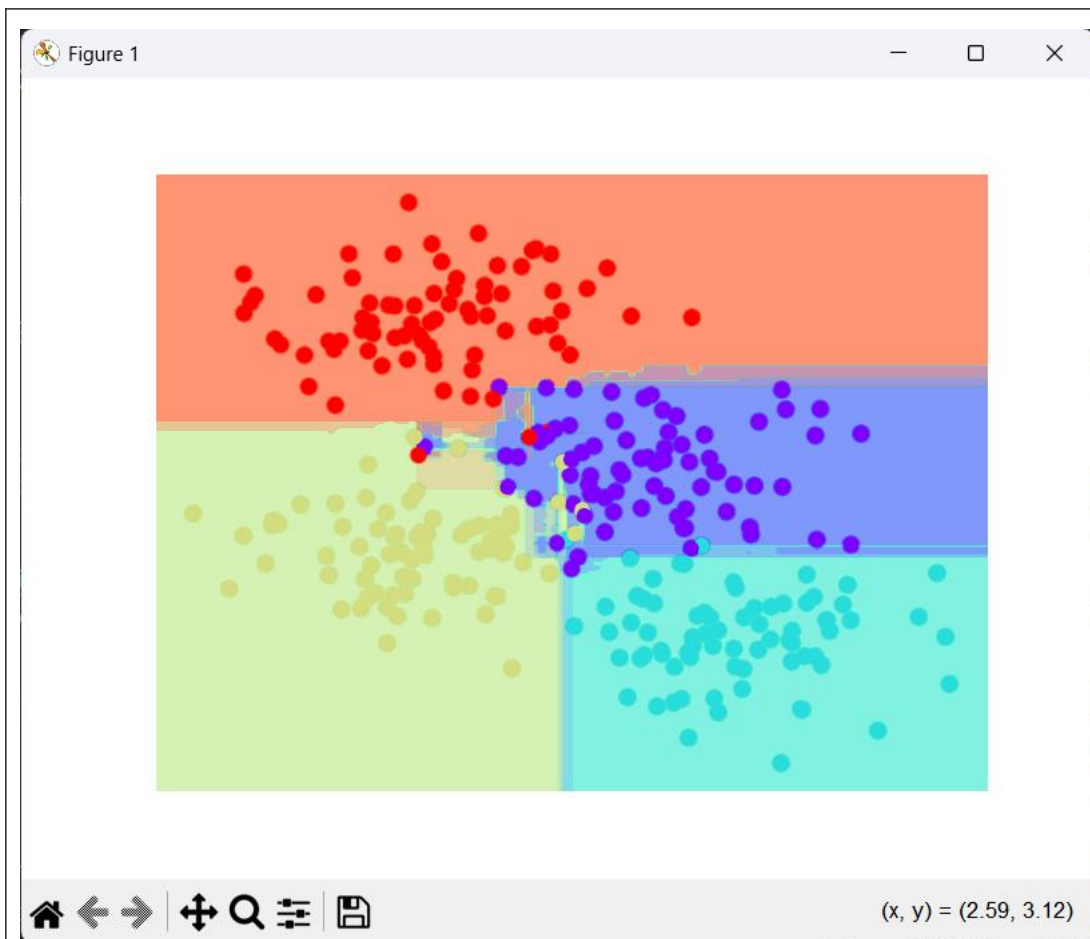 Figure 1
(x, y) = (2.59, 3.12)